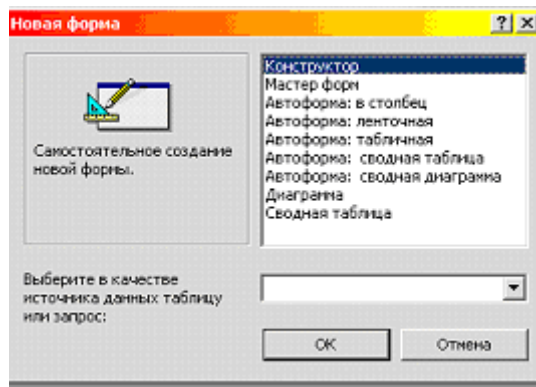 Новая форма
Самостоятельное создание
новой формы.
Конструктор
Мастер форм
Автоформа: в столбец
Автоформа: ленточная
Автоформа: табличная
Автоформа: сводная таблица
Автоформа: сводная диаграмма
Диаграмма
Сводная таблица
Выберите в качестве
источника данных таблицу
или запрос:
ОК
Отмена